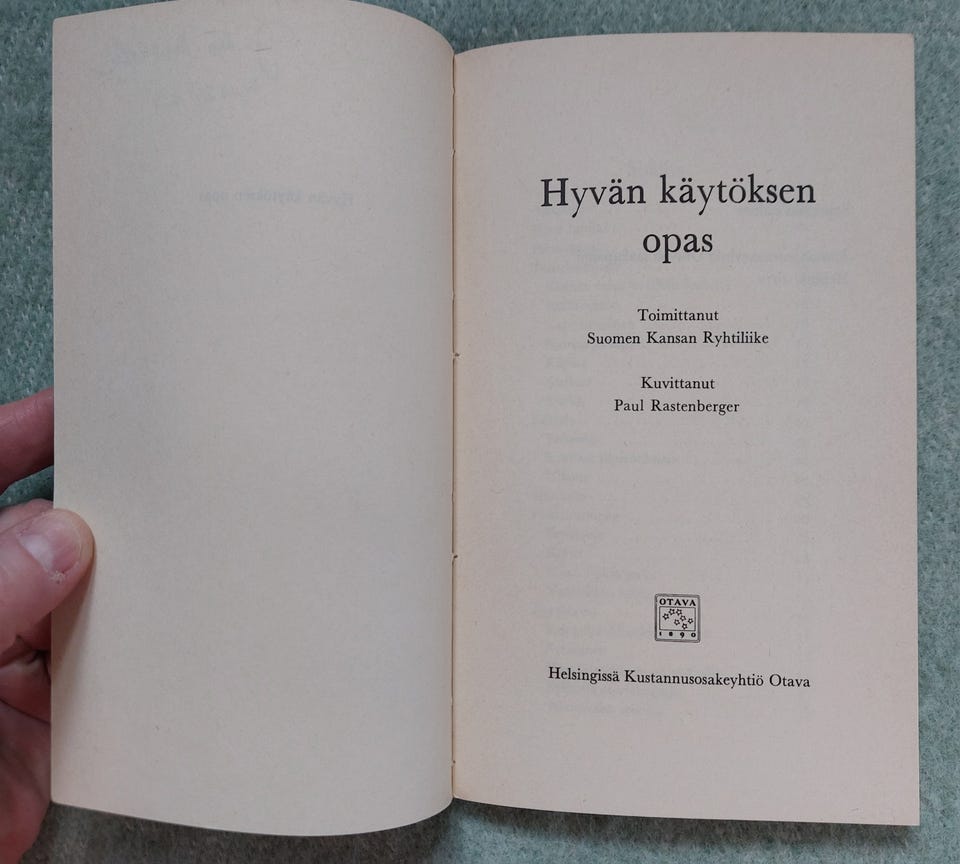 Hyvän käytöksen
opas
Toimittanut
Suomen Kansan Ryhtiliike
Kuvittanut
Paul Rastenberger
OTAVA
1890
Helsingissä Kustannusosakeyhtiö Otava